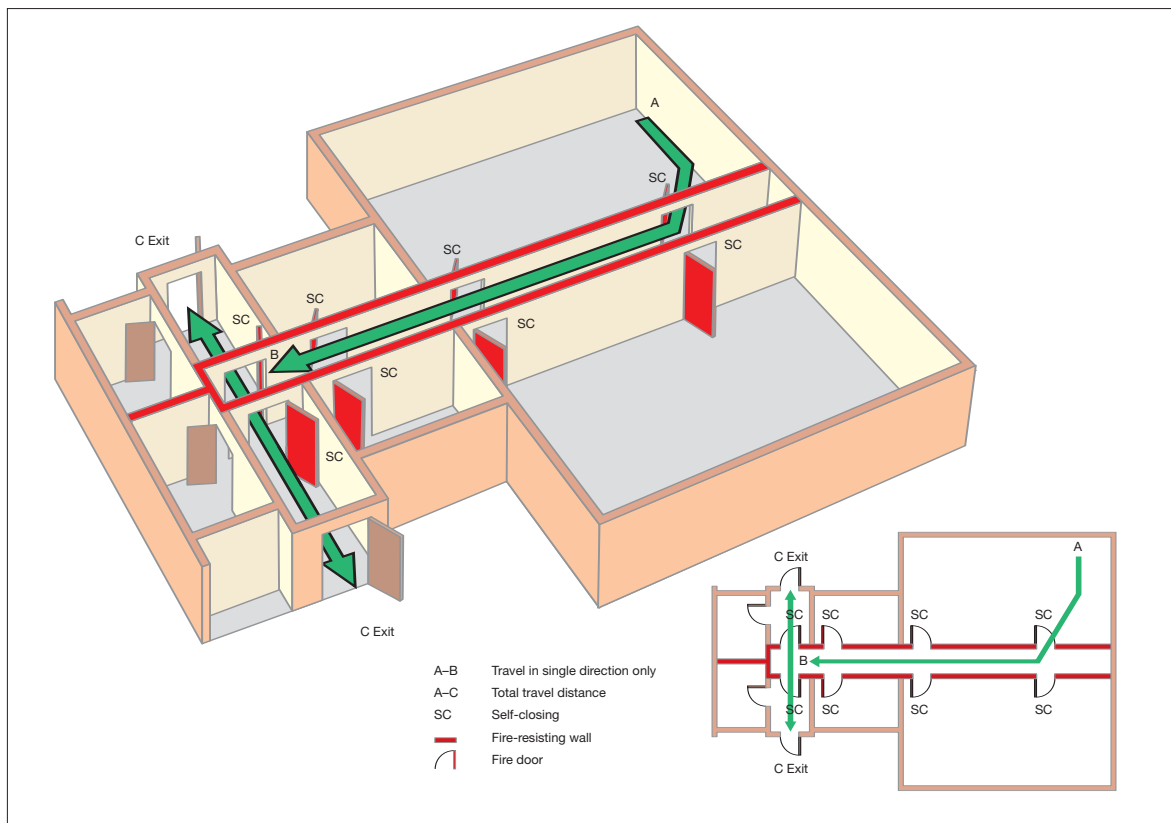 A
SC
C Exit
SC
SC
SC
SC
SC
B
SC
SC
C Exit
A–B Travel in single direction only
A–C Total travel distance
SC Self-closing
Fire-resisting wall
Fire door
A
C Exit
SC SC SC SC
B
SC SC SC SC
C Exit